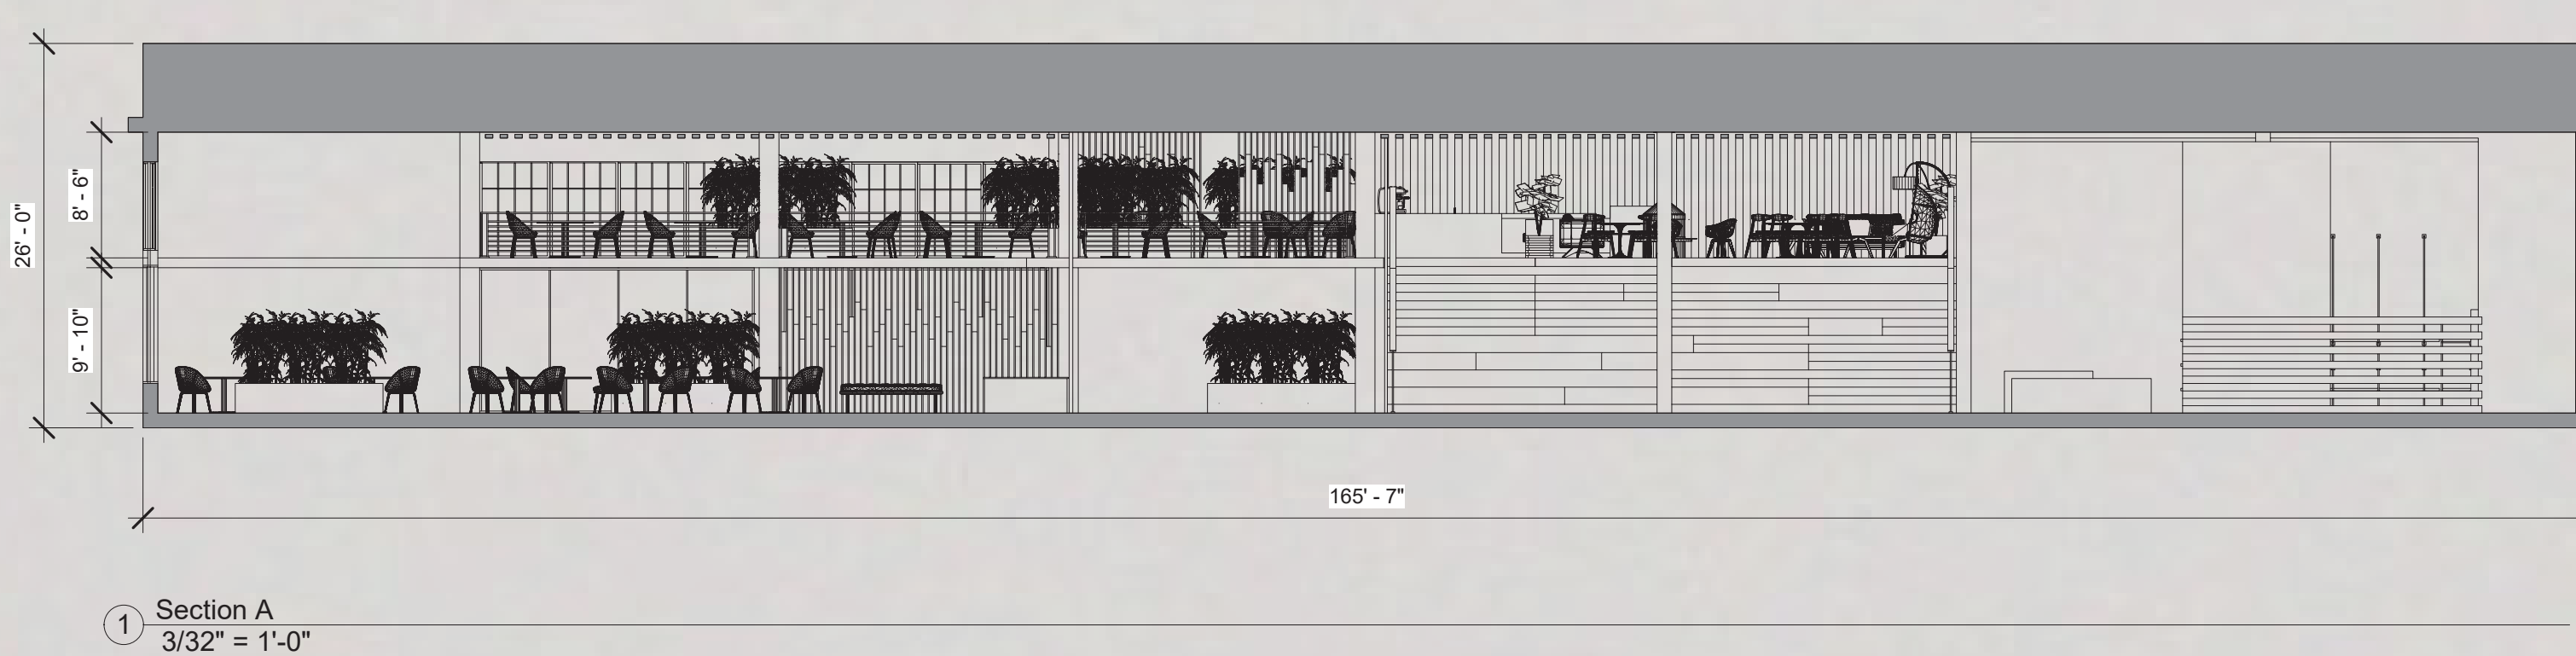 26' - 0"
8' - 6"
9' - 10"
165' - 7"
1
Section A
3/32" = 1'-0"